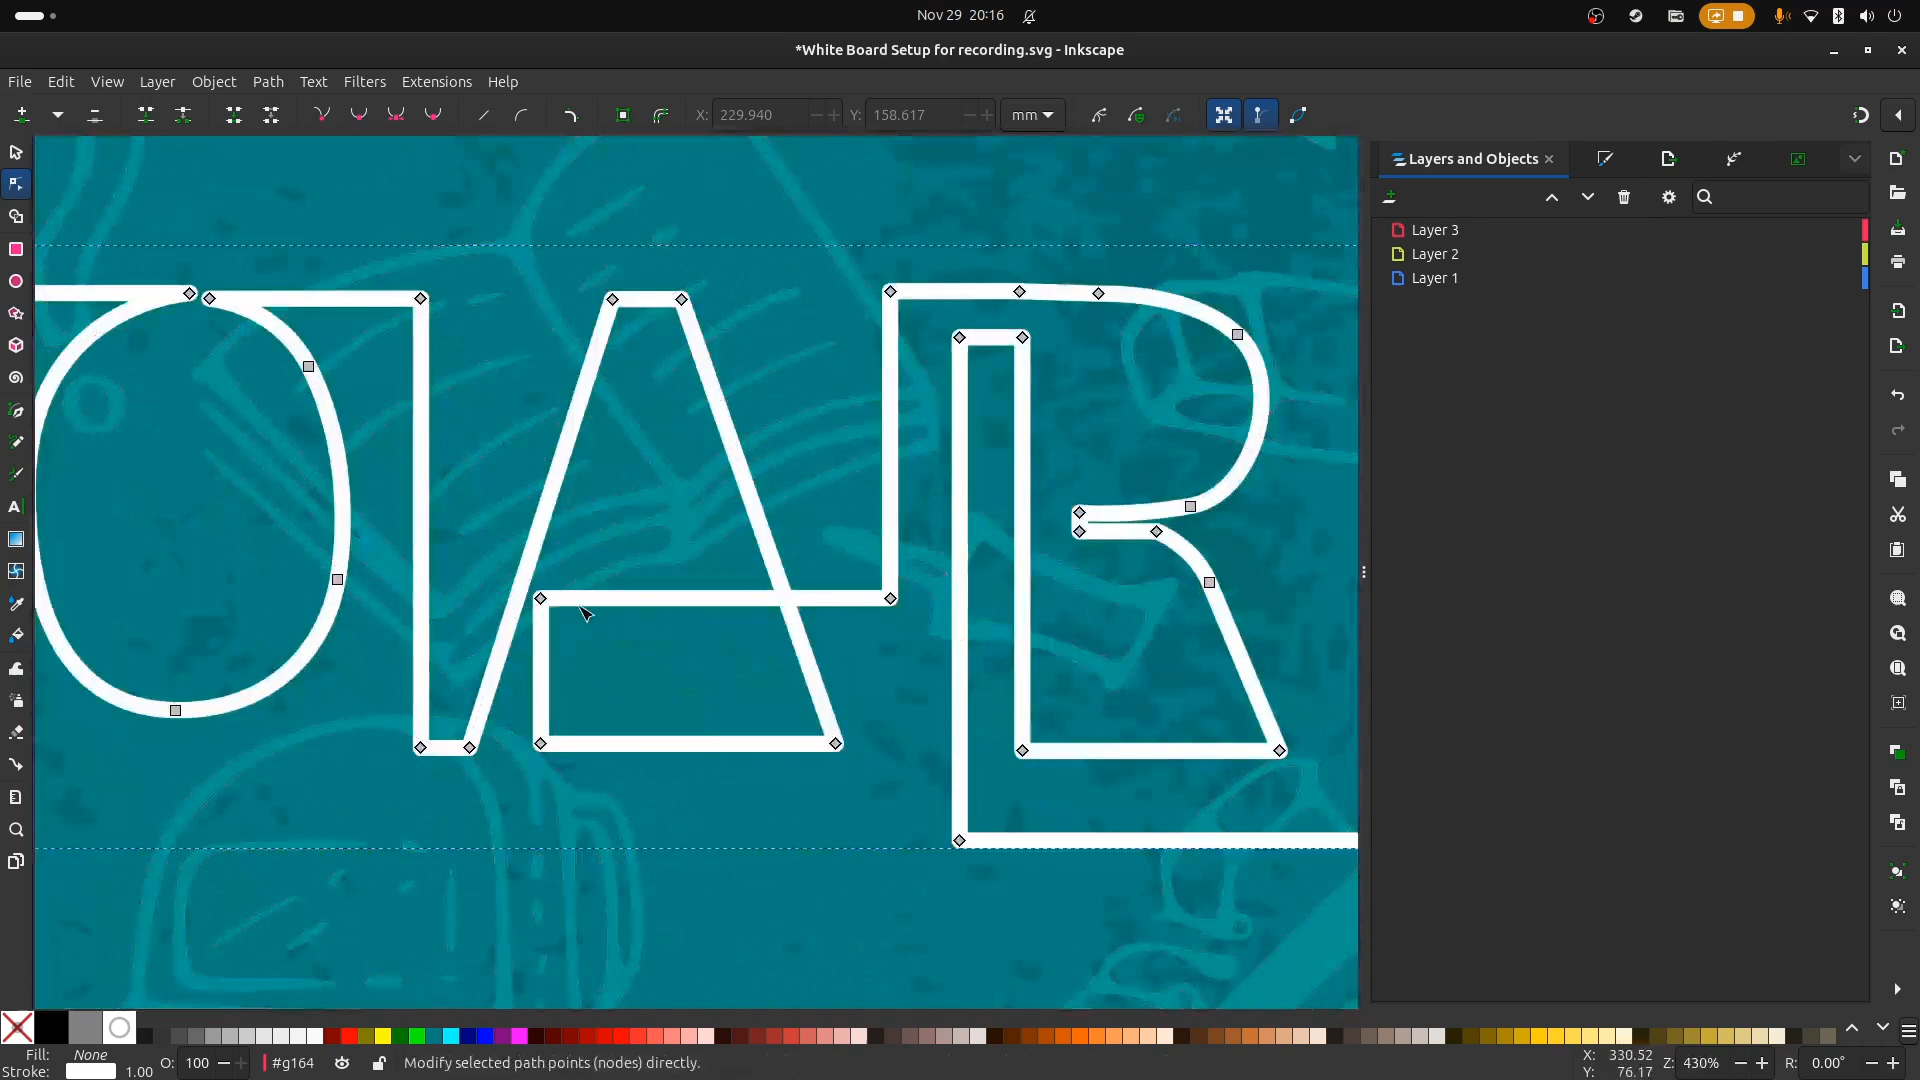 Nov 29 20:16
*White Board Setup for recording.svg - Inkscape
File Edit View Layer Object Path Text Filters Extensions Help
X: 229.940 Y: 158.617 mm
Layers and Objects
Layer 3
Layer 2
Layer 1
OAR
Fill: None
Stroke: 1.00
O: 100
#g164
Modify selected path points (nodes) directly.
X: 330.52
Y: 76.17
Z: 430%
R: 0.00°